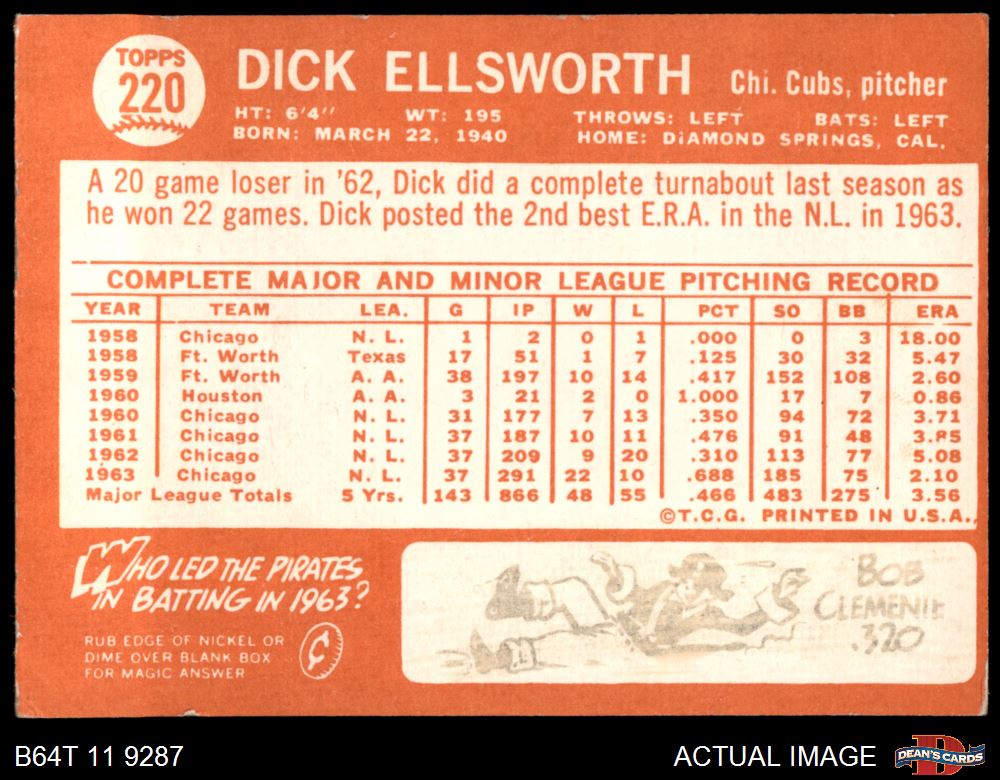 TOPPS
220
DICK ELLSWORTH Chi. Cubs, pitcher
HT: 6'4" WT: 195 THROWS: LEFT BATS: LEFT
BORN: MARCH 22, 1940 HOME: DIAMOND SPRINGS, CAL.
A 20 game loser in '62, Dick did a complete turnabout last season as
he won 22 games. Dick posted the 2nd best E.R.A. in the N.L. in 1963.
COMPLETE MAJOR AND MINOR LEAGUE PITCHING RECORD
YEAR TEAM LEA. G IP W L PCT SO BB ERA
1958 Chicago N. L. 1 2 0 1 .000 0 3 18.00
1958 Ft. Worth Texas 17 51 1 7 .125 30 32 5.47
1959 Ft. Worth A. A. 38 197 10 14 .417 152 108 2.60
1960 Houston A. A. 3 21 2 0 1.000 17 7 0.86
1960 Chicago N. L. 31 177 7 13 .350 94 72 3.71
1961 Chicago N. L. 37 187 10 11 .476 91 48 3.85
1962 Chicago N. L. 37 209 9 20 .310 113 77 5.08
1963 Chicago N. L. 37 291 22 10 .688 185 75 2.10
Major League Totals 5 Yrs. 143 866 48 55 .466 483 275 3.56
©T.C.G. PRINTED IN U.S.A.
WHO LED THE PIRATES
IN BATTING IN 1963?
RUB EDGE OF NICKEL OR
DIME OVER BLANK BOX
FOR MAGIC ANSWER
¢
BOB
CLEMENTE
.320
B64T 11 9287
ACTUAL IMAGE
D
DEAN'S CARDS